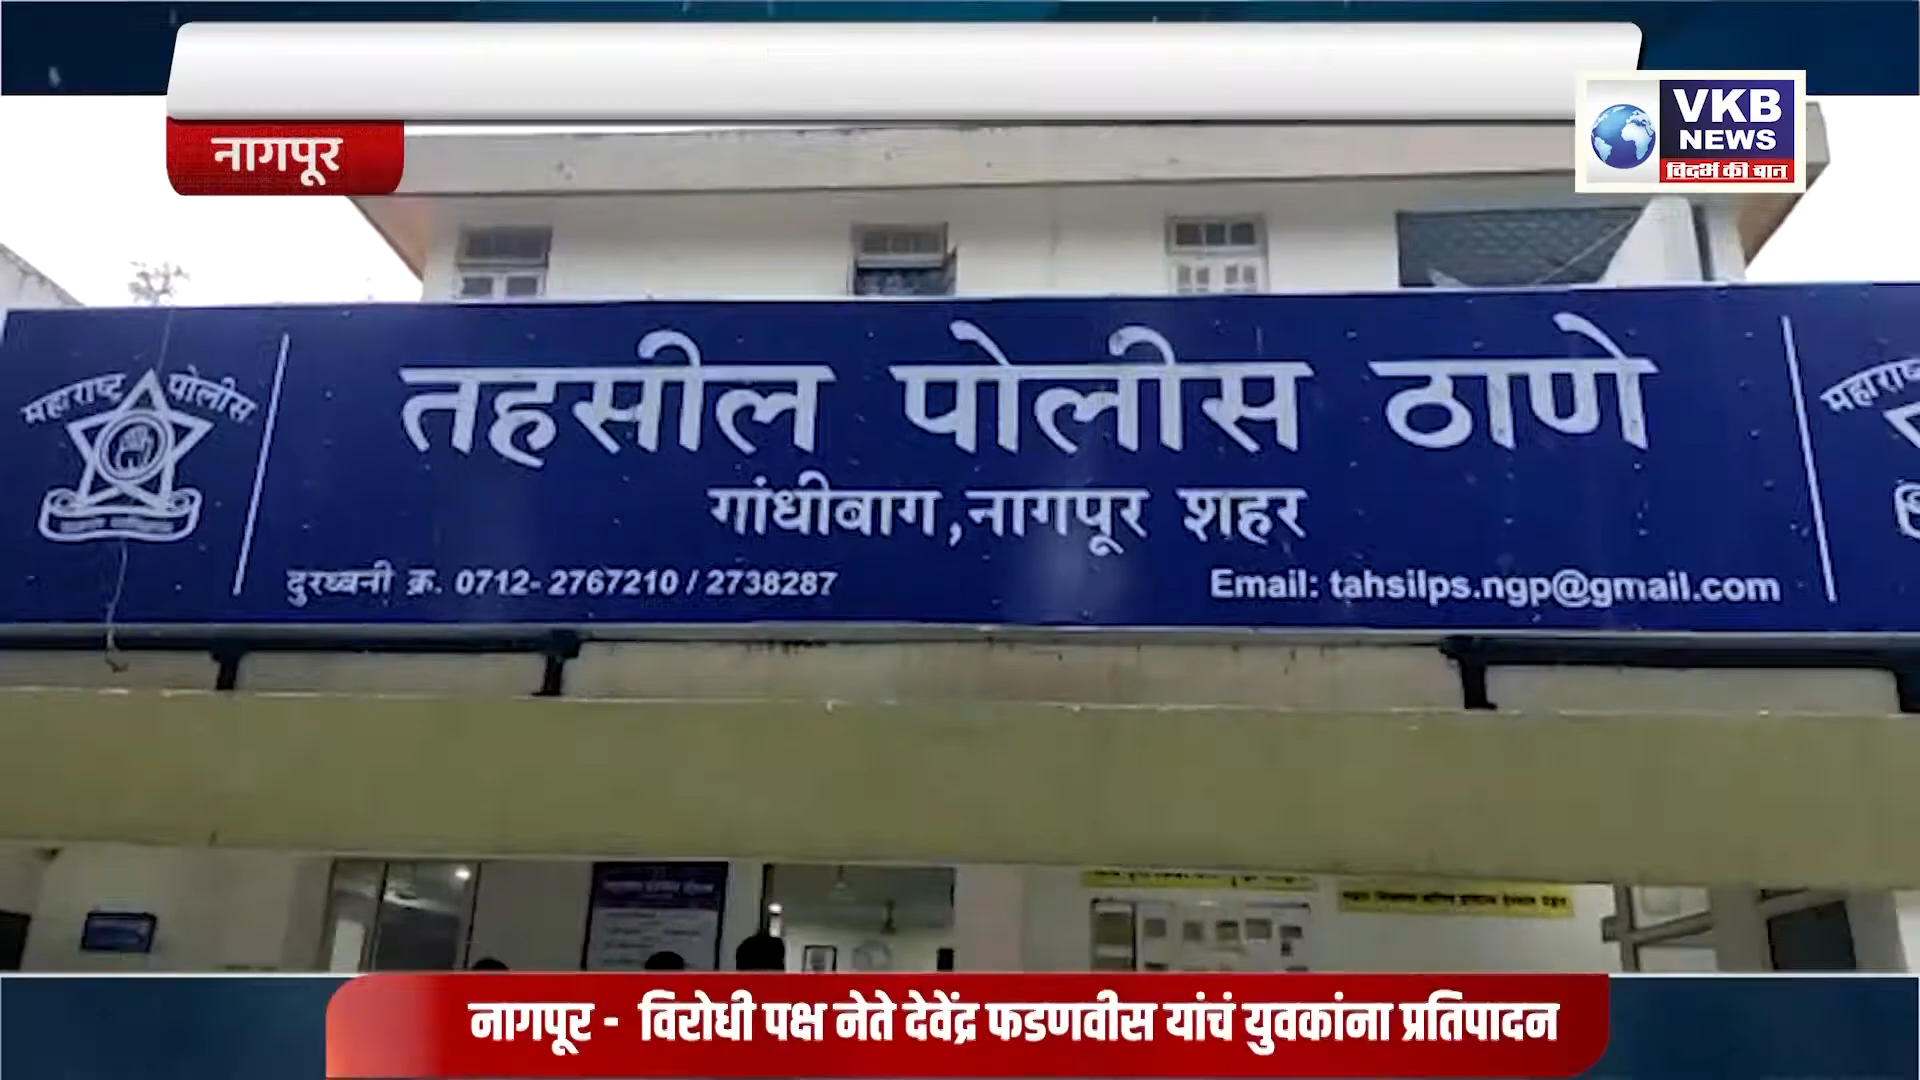 VKB
NEWS
विदर्भ की बात
नागपूर
महाराष्ट्र पोलीस
तहसील पोलीस ठाणे
गांधीबाग,नागपूर शहर
दुरध्वनी क्र. 0712- 2767210 / 2738287
Email: tahsilps.ngp@gmail.com
नागपूर - विरोधी पक्ष नेते देवेंद्र फडणवीस यांचं युवकांना प्रतिपादन